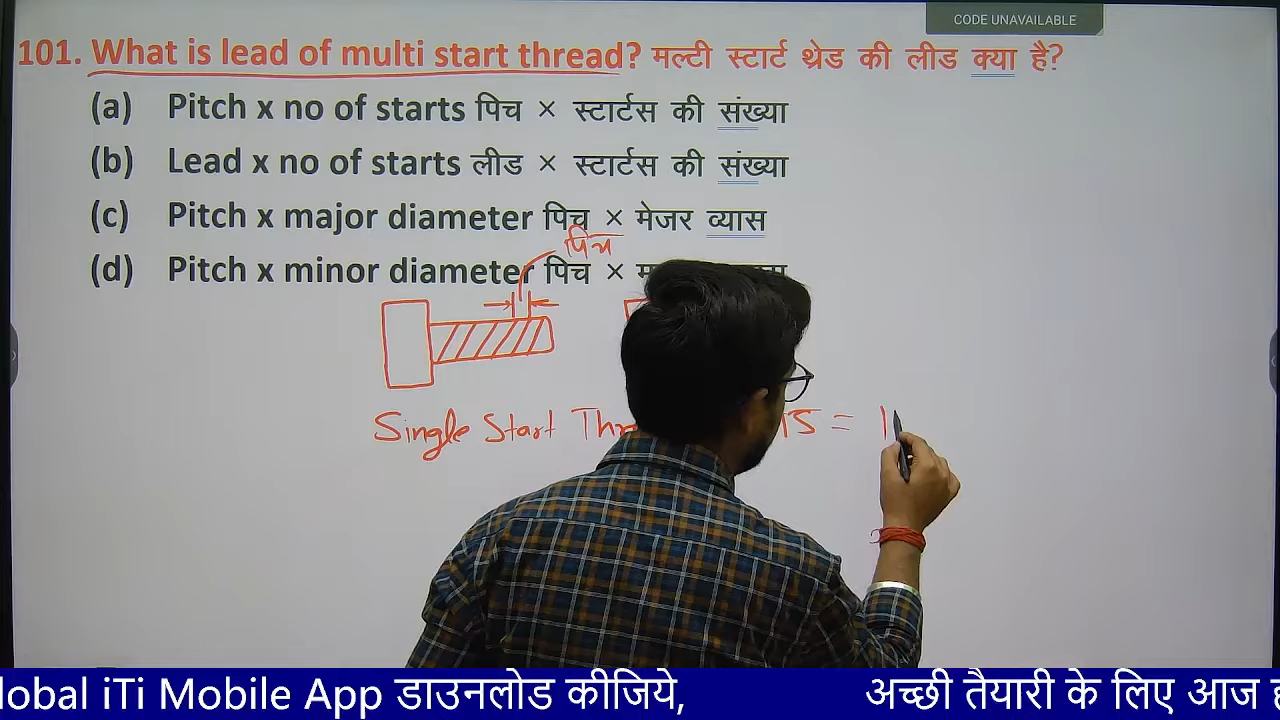 CODE UNAVAILABLE
101. What is lead of multi start thread? मल्टी स्टार्ट थ्रेड की लीड क्या है?
(a) Pitch x no of starts पिच × स्टार्टस की संख्या
(b) Lead x no of starts लीड × स्टार्टस की संख्या
(c) Pitch x major diameter पिच × मेजर व्यास
(d) Pitch x minor diameter पिच ×
पिच
Single Start = 1
lobal iTi Mobile App डाउनलोड कीजिये, अच्छी तैयारी के लिए आज